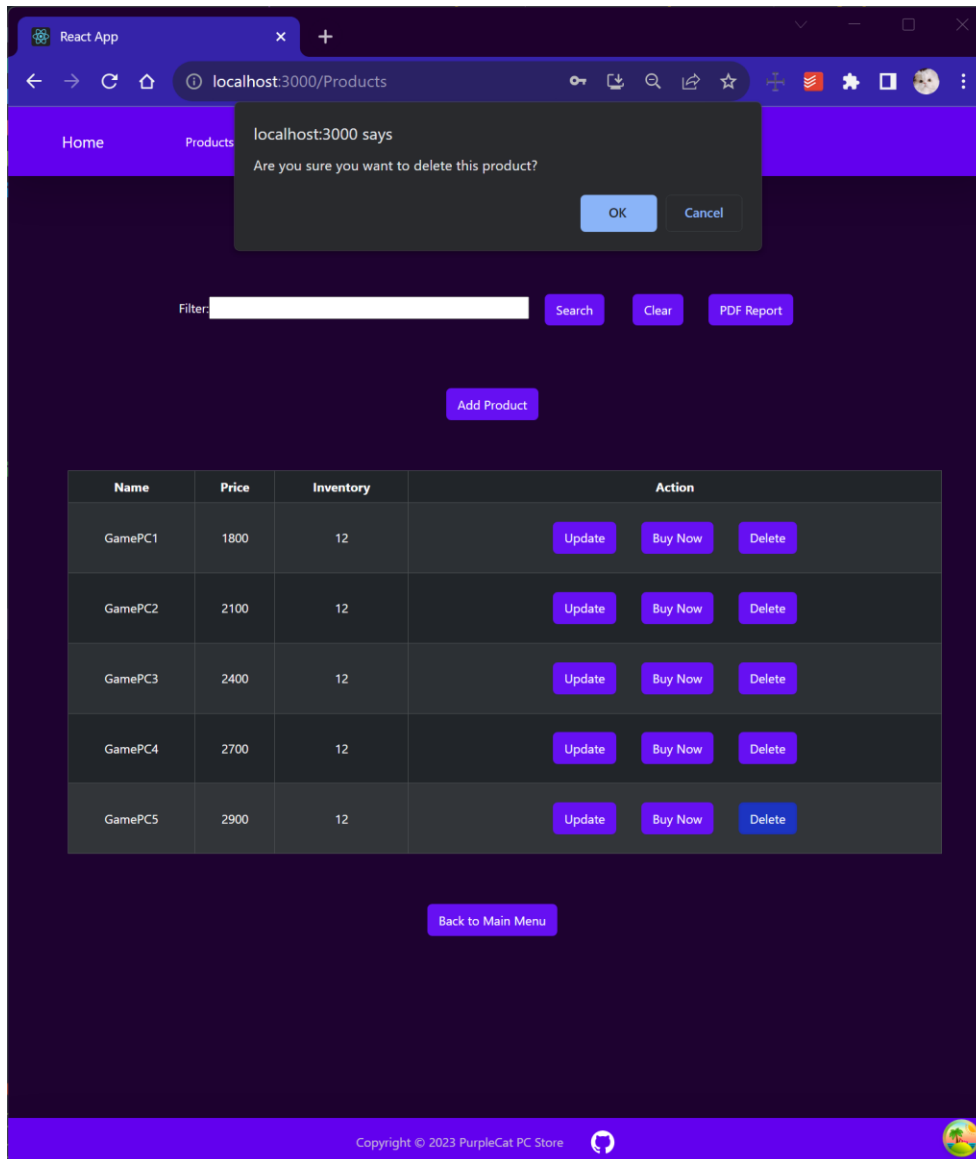 React App
localhost:3000/Products
Home Products
localhost:3000 says
Are you sure you want to delete this product?
OK Cancel
Filter: Search Clear PDF Report
Add Product
Name Price Inventory Action
GamePC1 1800 12 Update Buy Now Delete
GamePC2 2100 12 Update Buy Now Delete
GamePC3 2400 12 Update Buy Now Delete
GamePC4 2700 12 Update Buy Now Delete
GamePC5 2900 12 Update Buy Now Delete
Back to Main Menu
Copyright © 2023 PurpleCat PC Store